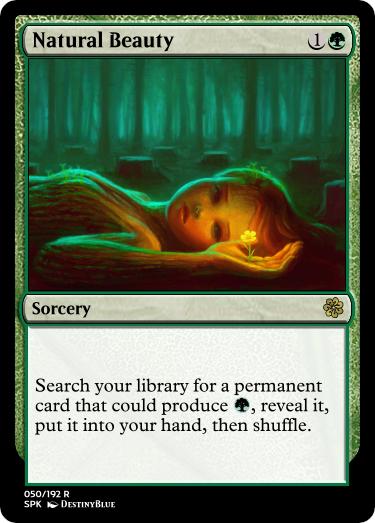 Natural Beauty 1
Sorcery
Search your library for a permanent
card that could produce , reveal it,
put it into your hand, then shuffle.
050/192 R
SPK DestinyBlue